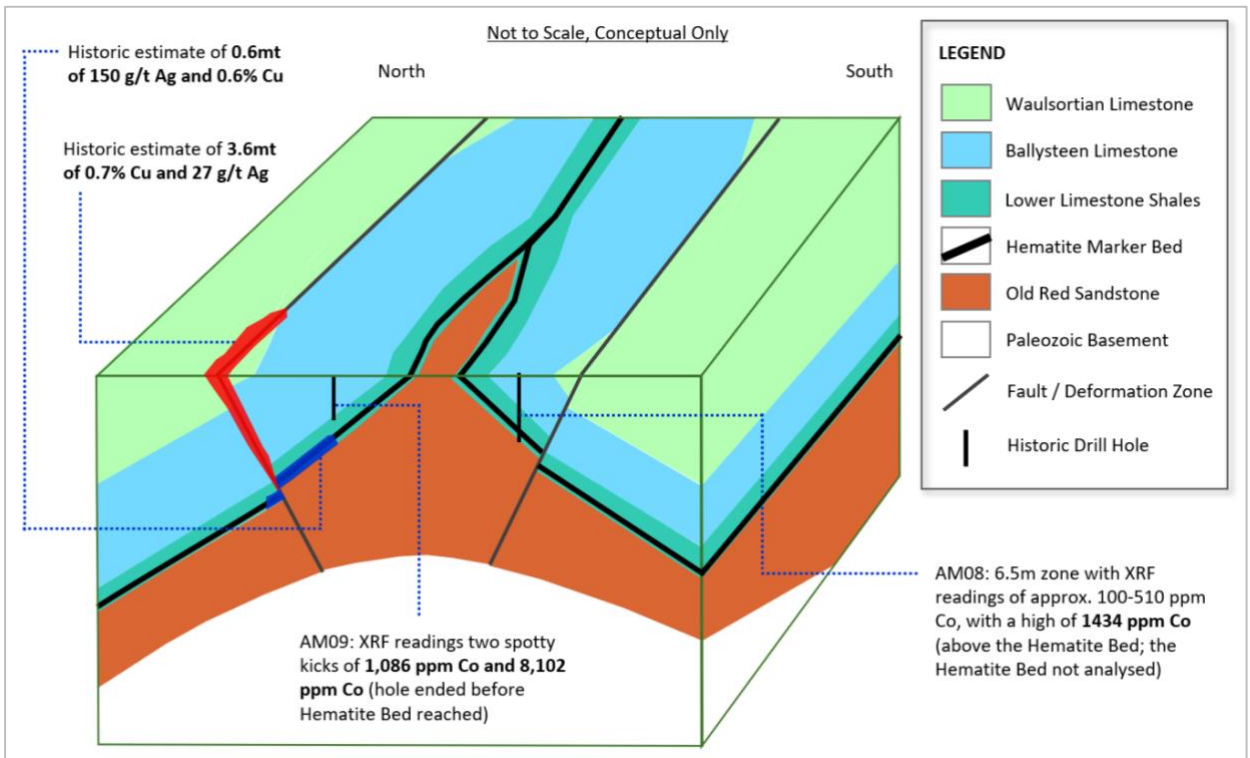 Not to Scale, Conceptual Only
North
South
Historic estimate of 0.6mt
of 150 g/t Ag and 0.6% Cu
Historic estimate of 3.6mt
of 0.7% Cu and 27 g/t Ag
LEGEND
Waulsortian Limestone
Ballysteen Limestone
Lower Limestone Shales
Hematite Marker Bed
Old Red Sandstone
Paleozoic Basement
Fault / Deformation Zone
Historic Drill Hole
AM09: XRF readings two spotty
kicks of 1,086 ppm Co and 8,102
ppm Co (hole ended before
Hematite Bed reached)
AM08: 6.5m zone with XRF
readings of approx. 100-510 ppm
Co, with a high of 1434 ppm Co
(above the Hematite Bed; the
Hematite Bed not analysed)